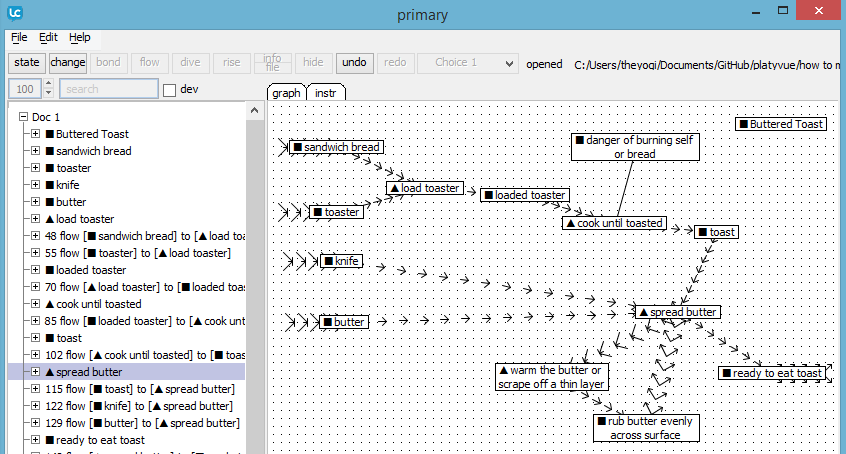 primary
File Edit Help
state change bond flow dive rise info file hide undo redo Choice 1 opened C:/Users/theyogi/Documents/GitHub/platyvue/how to m
100 search dev
graph instr
Doc 1
■ Buttered Toast
■ sandwich bread
■ toaster
■ knife
■ butter
▲ load toaster
48 flow [■ sandwich bread] to [▲ load toa
55 flow [■ toaster] to [▲ load toaster]
■ loaded toaster
70 flow [▲ load toaster] to [■ loaded toas
▲ cook until toasted
85 flow [■ loaded toaster] to [▲ cook unt
■ toast
102 flow [▲ cook until toasted] to [■ toas
▲ spread butter
115 flow [■ toast] to [▲ spread butter]
122 flow [■ knife] to [▲ spread butter]
129 flow [■ butter] to [▲ spread butter]
■ ready to eat toast
■ Buttered Toast
■ sandwich bread
■ danger of burning self
or bread
▲ load toaster
■ loaded toaster
■ toaster
▲ cook until toasted
■ toast
■ knife
▲ spread butter
■ butter
▲ warm the butter or
scrape off a thin layer
■ ready to eat toast
■ rub butter evenly
across surface